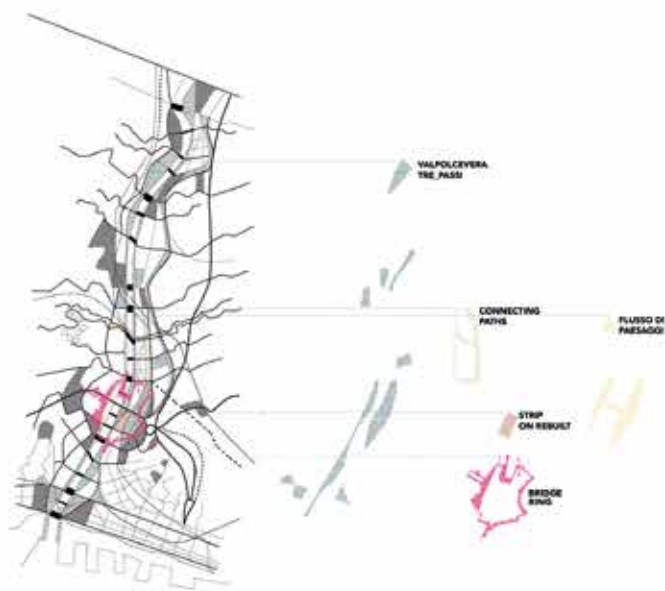 VALPOLCEVERA
TRE_PASSI
CONNECTING
PATHS
FLUSSO DI
PAESAGGI
STRIP
ON REBUILT
BRIDGE
RING